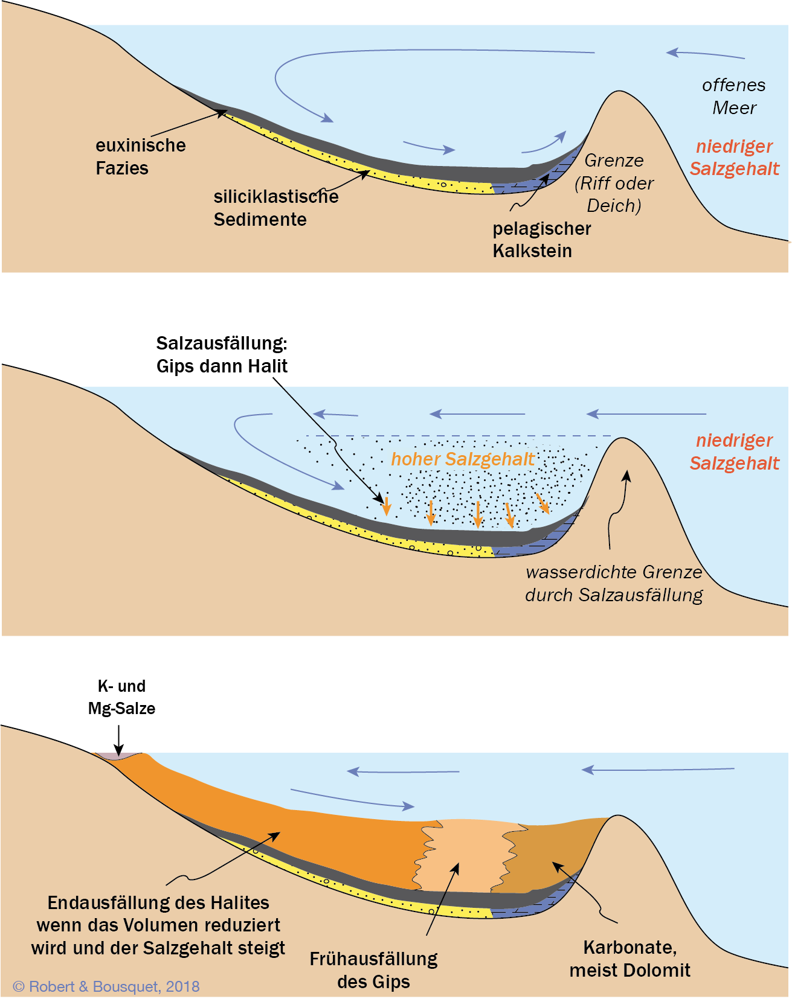 offenes
Meer
niedriger
Salzgehalt
euxinische
Fazies
Grenze
(Riff oder
Deich)
siliciklastische
Sedimente
pelagischer
Kalkstein
Salzausfällung:
Gips dann Halit
hoher Salzgehalt
niedriger
Salzgehalt
wasserdichte Grenze
durch Salzausfällung
K- und
Mg-Salze
Endausfällung des Halites
wenn das Volumen reduziert
wird und der Salzgehalt steigt
Frühausfällung
des Gips
Karbonate,
meist Dolomit
© Robert & Bousquet, 2018